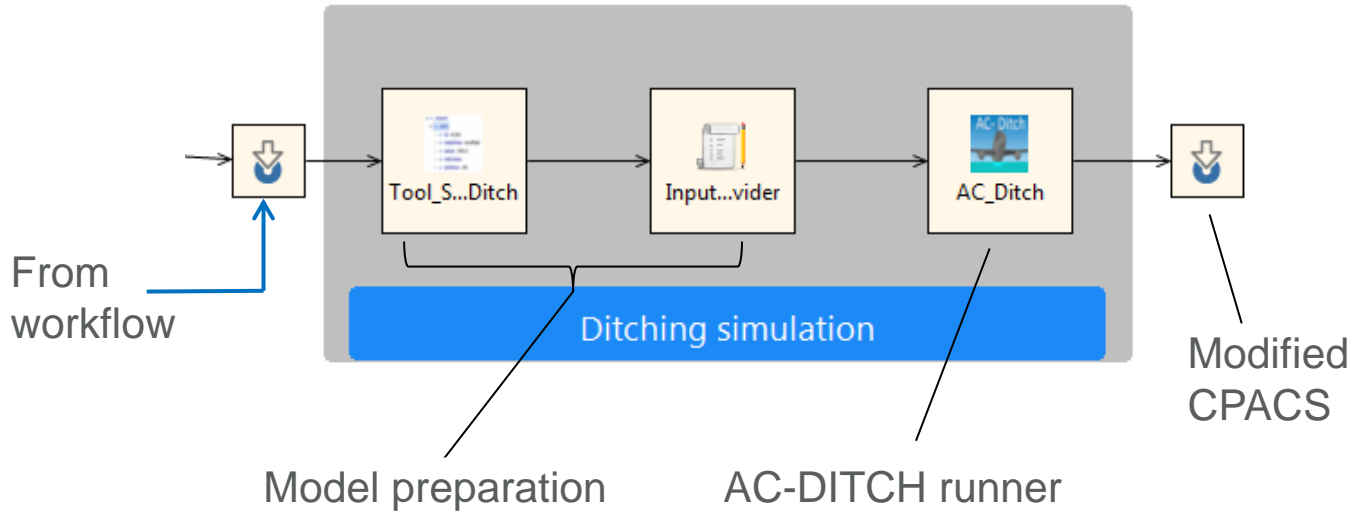 AC- Ditch
Tool_S...Ditch
Input...vider
AC_Ditch
From
workflow
Ditching simulation
Modified
CPACS
Model preparation
AC-DITCH runner